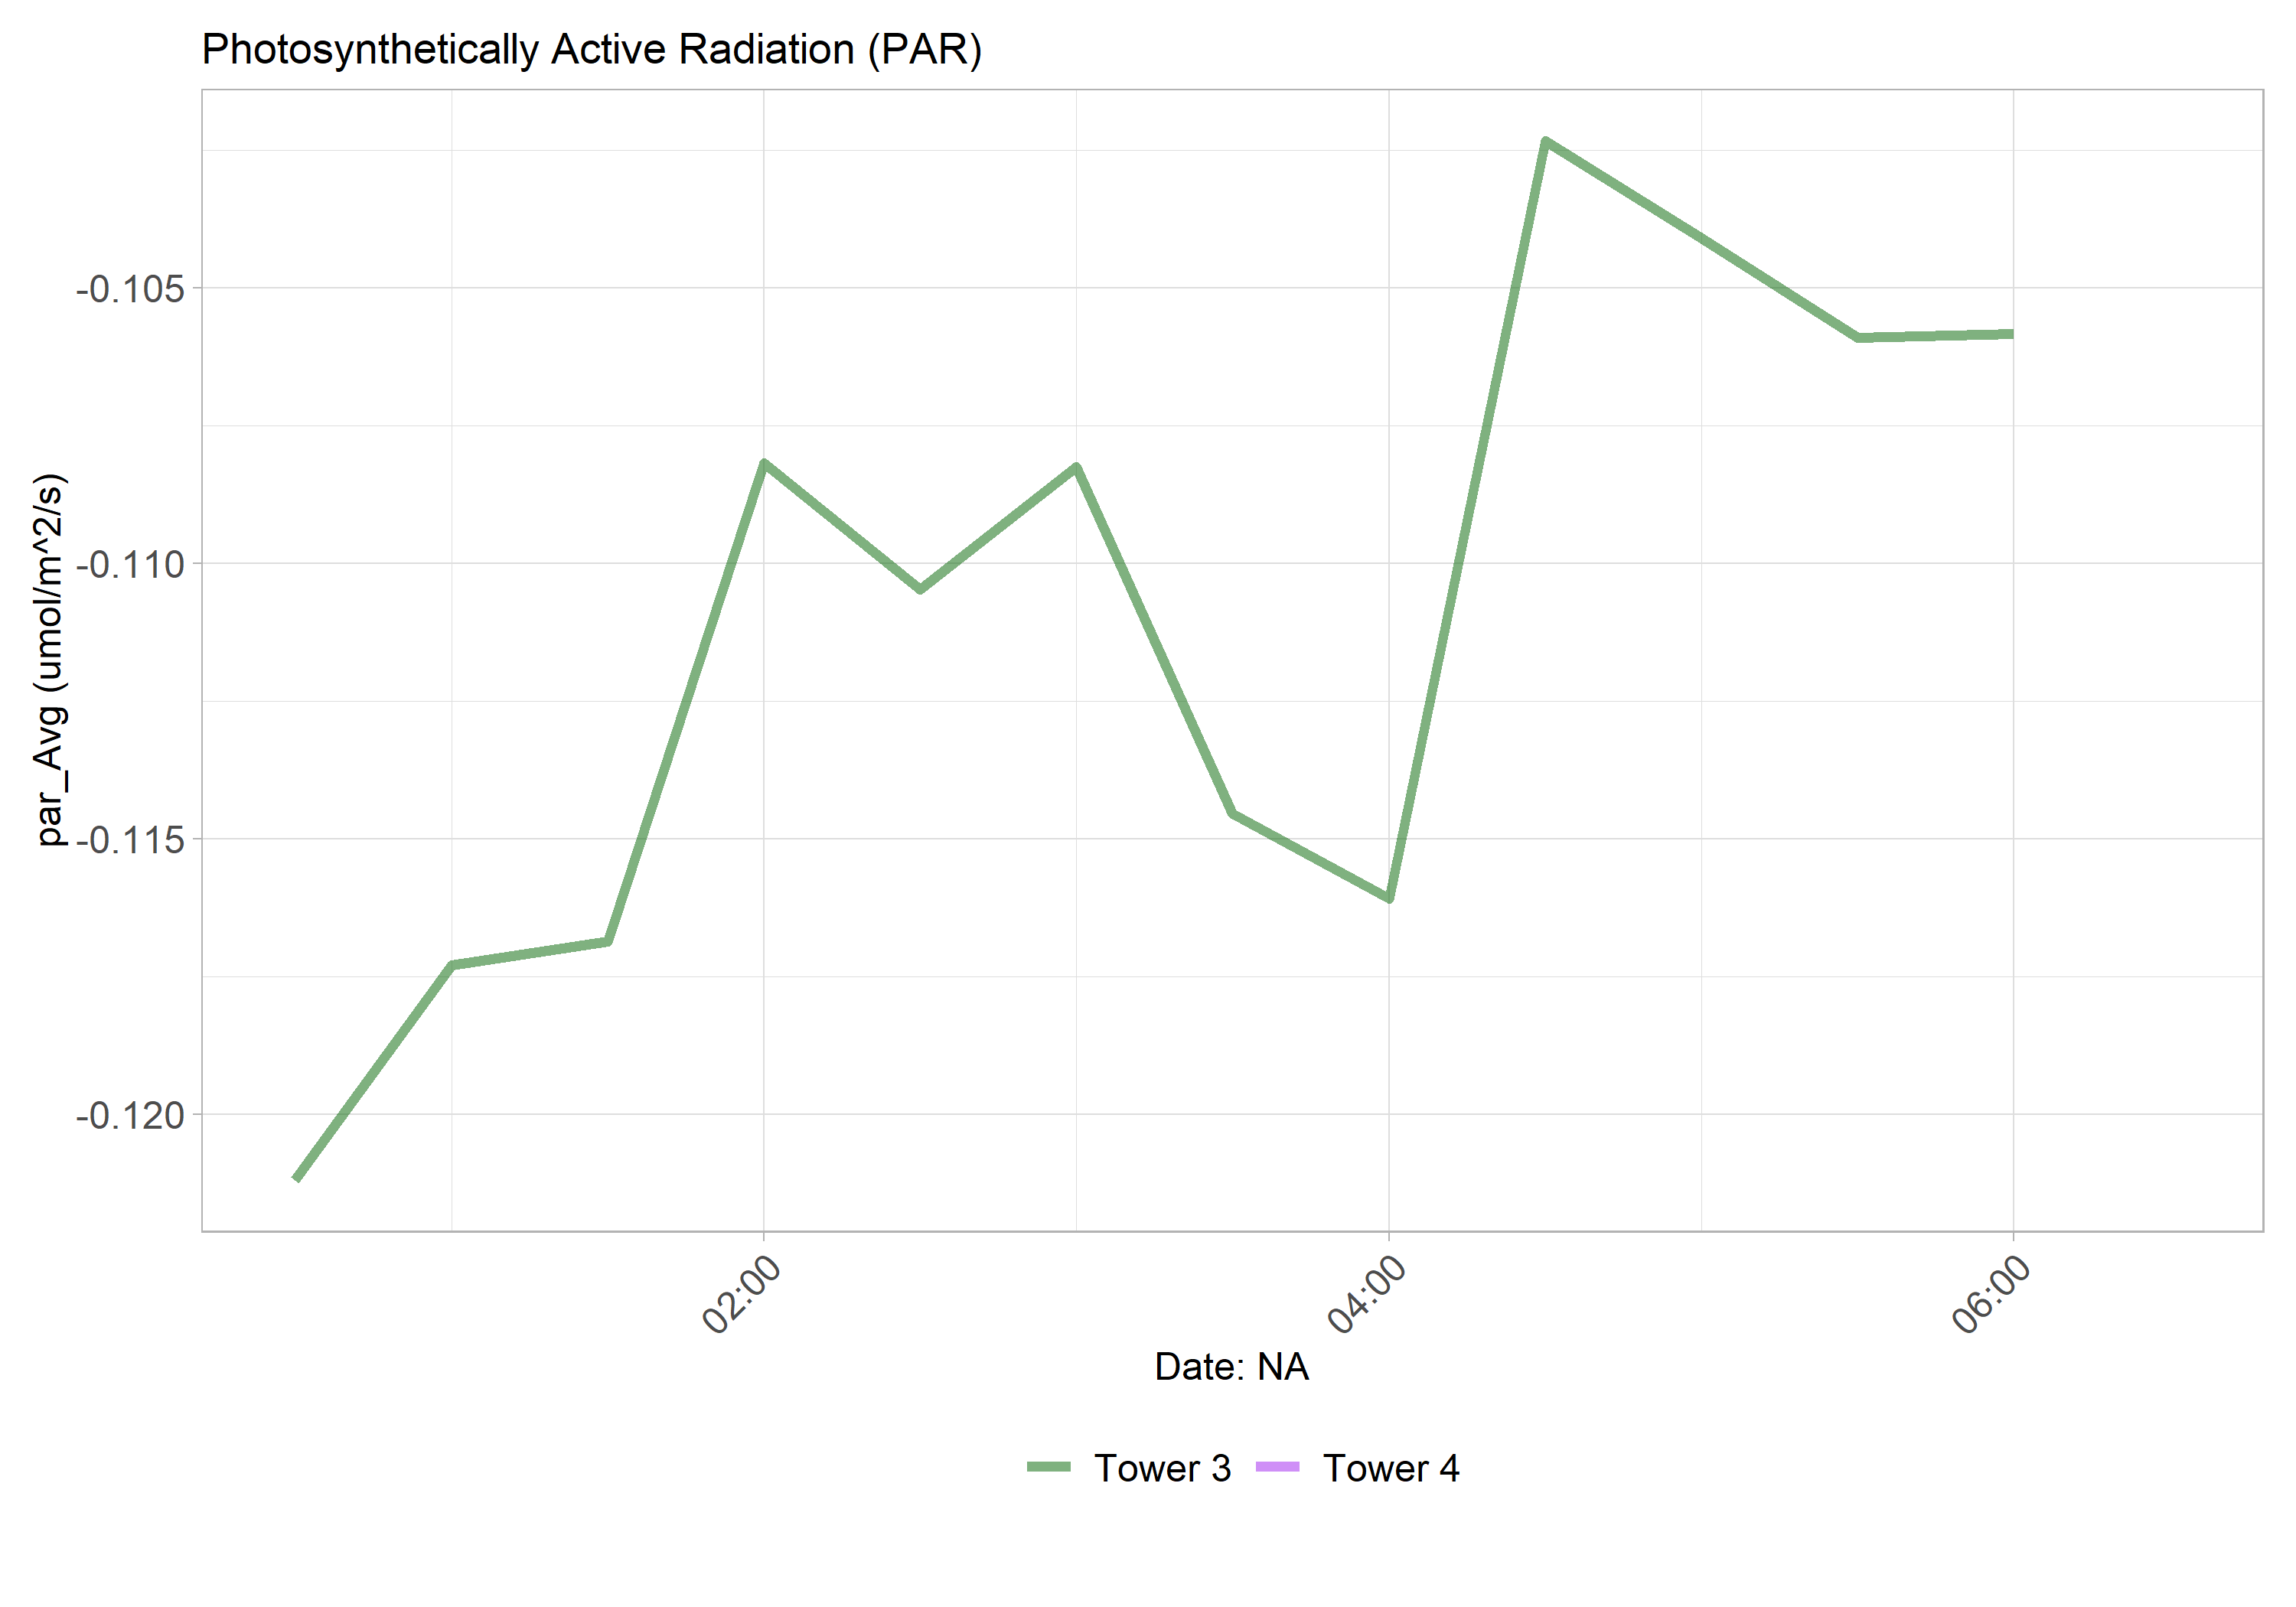 Photosynthetically Active Radiation (PAR)
par_Avg (umol/m^2/s)
-0.105
-0.110
-0.115
-0.120
02:00
04:00
06:00
Date: NA
Tower 3
Tower 4